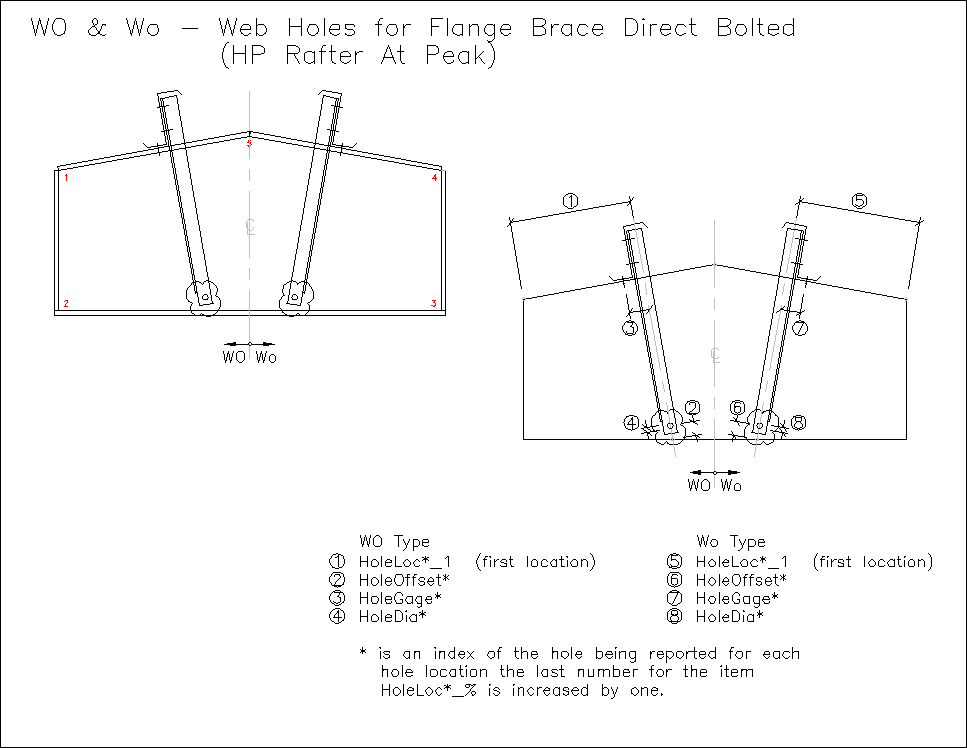 WO & Wo – Web Holes for Flange Brace Direct Bolted
(HP Rafter At Peak)
5
1
4
2
3
℄
WO Wo
1
5
3
7
℄
2
6
4
8
WO Wo
WO Type
1 HoleLoc*_1 (first location)
2 HoleOffset*
3 HoleGage*
4 HoleDia*
Wo Type
5 HoleLoc*_1 (first location)
6 HoleOffset*
7 HoleGage*
8 HoleDia*
* is an index of the hole being reported for each
hole location the last number for the item
HoleLoc*_% is increased by one.